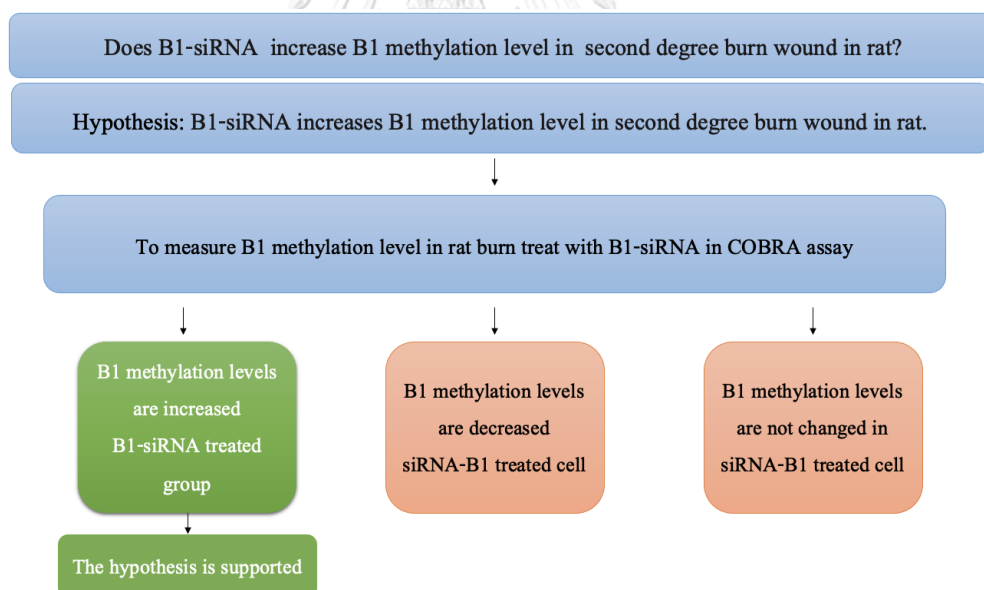 Does B1-siRNA increase B1 methylation level in second degree burn wound in rat?
Hypothesis: B1-siRNA increases B1 methylation level in second degree burn wound in rat.
To measure B1 methylation level in rat burn treat with B1-siRNA in COBRA assay
B1 methylation levels
are increased
B1-siRNA treated
group
B1 methylation levels
are decreased
siRNA-B1 treated cell
B1 methylation levels
are not changed in
siRNA-B1 treated cell
The hypothesis is supported